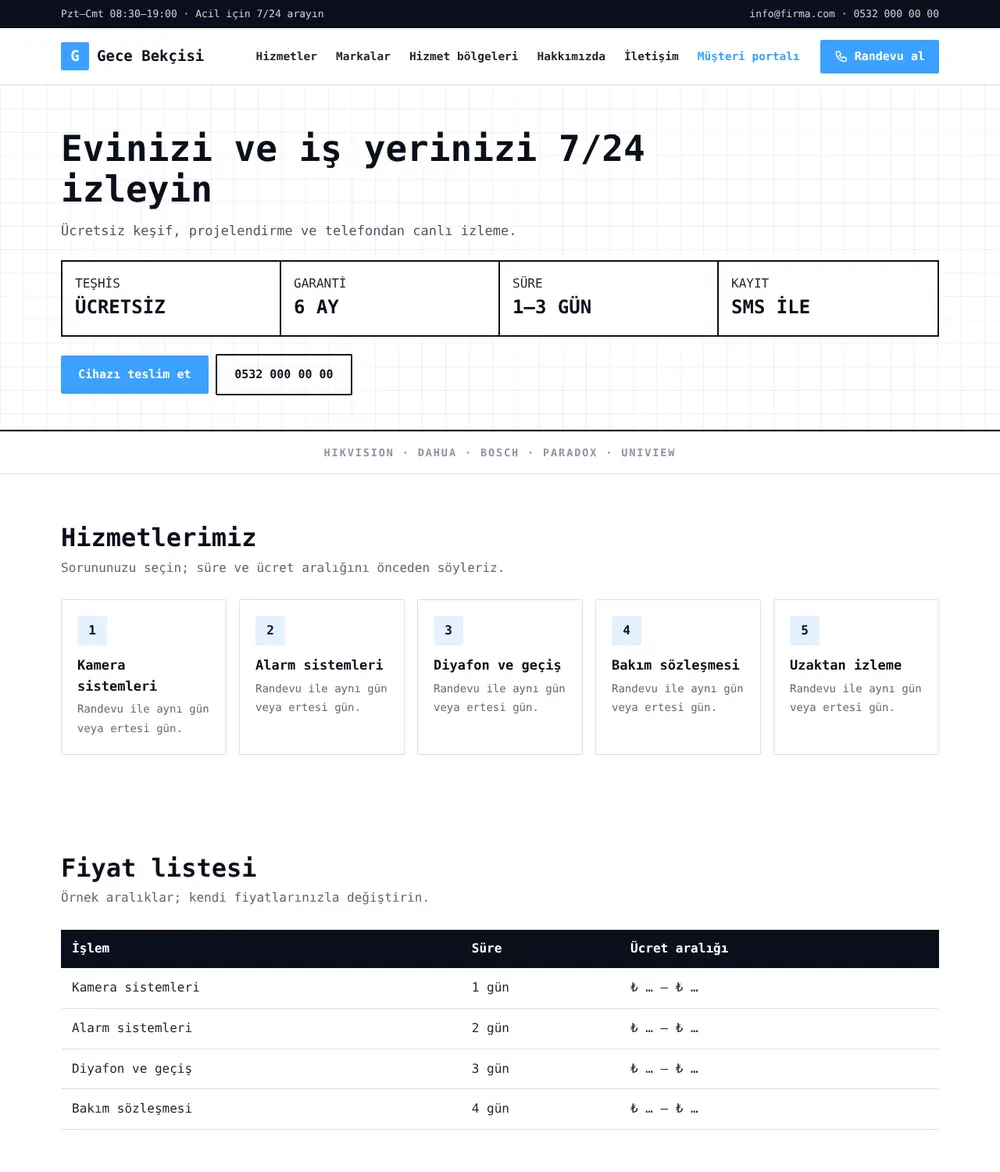 Pzt–Cmt 08:30–19:00 · Acil için 7/24 arayın
info@firma.com · 0532 000 00 00
G Gece Bekçisi
Hizmetler Markalar Hizmet bölgeleri Hakkımızda İletişim Müşteri portalı Randevu al
Evinizi ve iş yerinizi 7/24
izleyin
Ücretsiz keşif, projelendirme ve telefondan canlı izleme.
TEŞHİS
ÜCRETSİZ
GARANTİ
6 AY
SÜRE
1–3 GÜN
KAYIT
SMS İLE
Cihazı teslim et
0532 000 00 00
HIKVISION · DAHUA · BOSCH · PARADOX · UNIVIEW
Hizmetlerimiz
Sorununuzu seçin; süre ve ücret aralığını önceden söyleriz.
1
Kamera
sistemleri
Randevu ile aynı gün
veya ertesi gün.
2
Alarm sistemleri
Randevu ile aynı gün
veya ertesi gün.
3
Diyafon ve geçiş
Randevu ile aynı gün
veya ertesi gün.
4
Bakım sözleşmesi
Randevu ile aynı gün
veya ertesi gün.
5
Uzaktan izleme
Randevu ile aynı gün
veya ertesi gün.
Fiyat listesi
Örnek aralıklar; kendi fiyatlarınızla değiştirin.
İşlem Süre Ücret aralığı
Kamera sistemleri 1 gün ₺ … – ₺ …
Alarm sistemleri 2 gün ₺ … – ₺ …
Diyafon ve geçiş 3 gün ₺ … – ₺ …
Bakım sözleşmesi 4 gün ₺ … – ₺ …